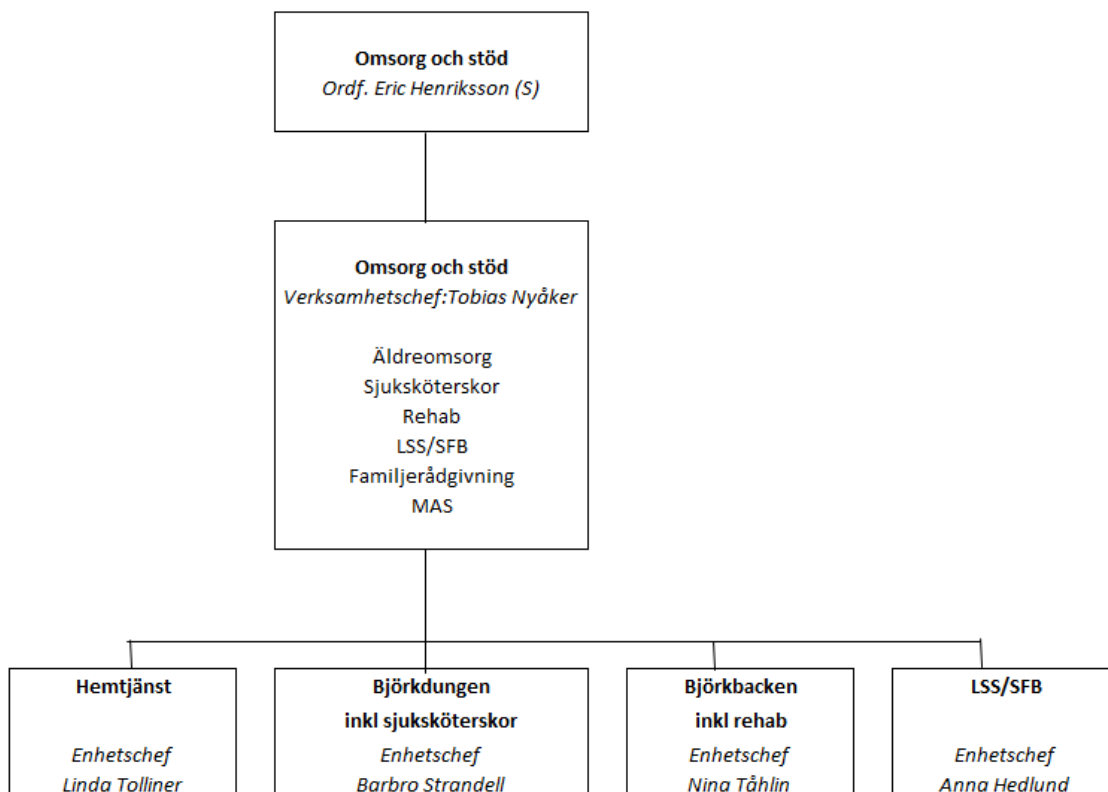 Omsorg och stöd
Ordf. Eric Henriksson (S)
Omsorg och stöd
Verksamhetschef:Tobias Nyåker
Äldreomsorg
Sjuksköterskor
Rehab
LSS/SFB
Familjerådgivning
MAS
Hemtjänst
Enhetschef
Linda Tolliner
Björkdungen
inkl sjuksköterskor
Enhetschef
Barbro Strandell
Björkbacken
inkl rehab
Enhetschef
Nina Tåhlin
LSS/SFB
Enhetschef
Anna Hedlund